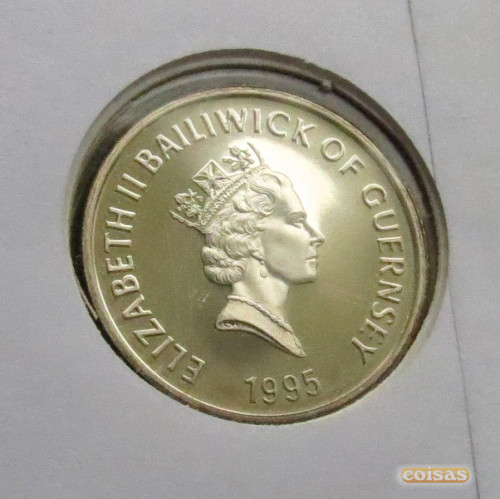 ELIZABETH II BAILIWICK OF GUERNSEY
1995
coisas